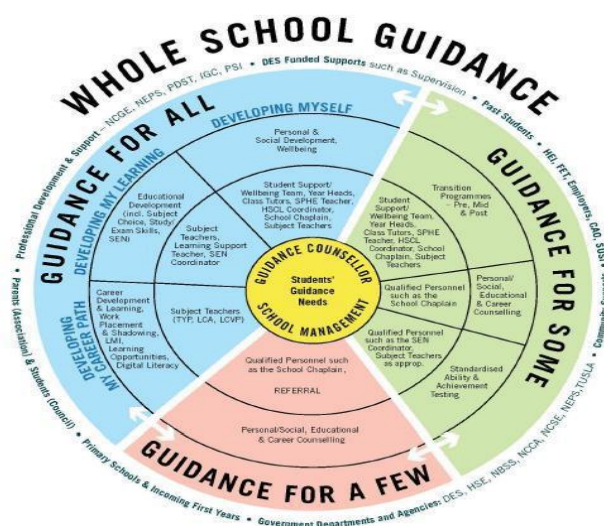 WHOLE SCHOOL GUIDANCE
Professional Development & Support – NCGE, NEPS, PDST, IGC, PSI • DES Funded Supports such as Supervision • Past Students • HEI, FET, Employers, CAO, SUSI
GUIDANCE FOR ALL
DEVELOPING MYSELF
Personal &
Social Development,
Wellbeing
Student Support/
Wellbeing Team, Year Heads,
Class Tutors, SPHE Teacher,
HSCL Coordinator,
School Chaplain,
Subject Teachers
DEVELOPING MY LEARNING
Educational
Development
(incl. Subject
Choice, Study/
Exam Skills,
SEN)
Subject
Teachers,
Learning Support
Teacher, SEN
Coordinator
DEVELOPING
MY CAREER PATH
Career
Development
& Learning,
Work
Placement
& Shadowing,
LMI,
Learning
Opportunities,
Digital Literacy
Subject Teachers
(TYP, LCA, LCVP)
GUIDANCE COUNSELLOR
Students'
Guidance
Needs
SCHOOL MANAGEMENT
GUIDANCE FOR SOME
Transition
Programmes
– Pre, Mid
& Post
Student
Support/
Wellbeing Team,
Year Heads,
Class Tutors, SPHE
Teacher, HSCL
Coordinator, School
Chaplain, Subject
Teachers
Personal/
Social,
Educational
& Career
Counselling
Qualified Personnel
such as the
School Chaplain
Qualified Personnel
such as the SEN
Coordinator,
Subject Teachers
as approp.
Standardised
Ability &
Achievement
Testing
Qualified Personnel such
as the School Chaplain,
REFERRAL
Personal/Social, Educational
& Career Counselling
GUIDANCE FOR A FEW
• Parents (Association) & Students (Council) • Primary Schools & Incoming First Years • Government Departments and Agencies: DES, HSE, NBSS, NCCA, NCSE, NEPS,TUSLA